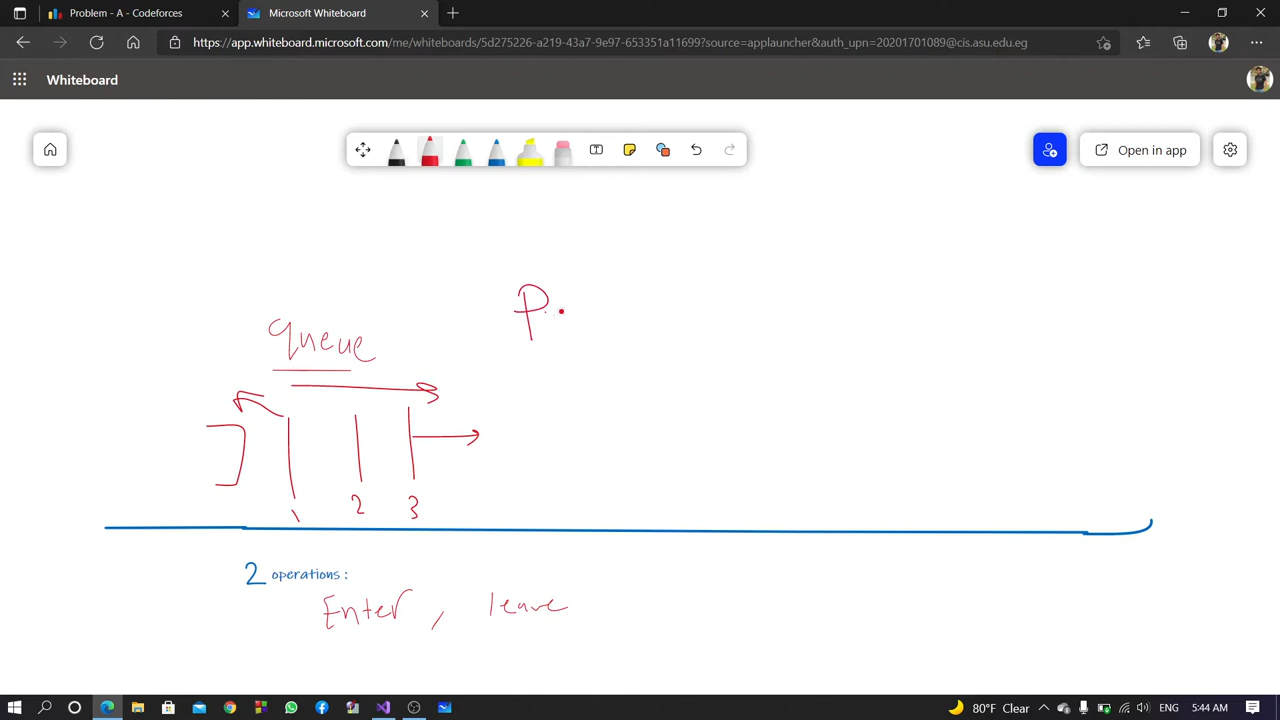 Problem - A - Codeforces
Microsoft Whiteboard
https://app.whiteboard.microsoft.com/me/whiteboards/5d275226-a219-43a7-9e97-653351a11699?source=applauncher&auth_upn=20201701089@cis.asu.edu.eg
Whiteboard
Open in app
P
queue
1 2 3
2 operations :
Enter , leave
80°F Clear
5:44 AM